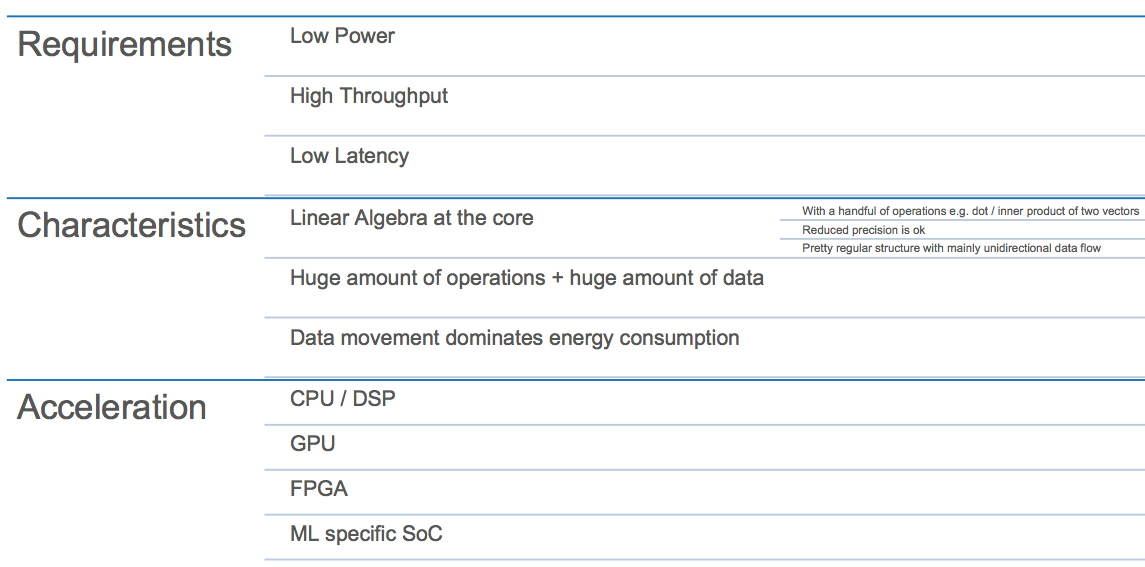 Requirements
Low Power
High Throughput
Low Latency
Characteristics
Linear Algebra at the core
With a handful of operations e.g. dot / inner product of two vectors
Reduced precision is ok
Pretty regular structure with mainly unidirectional data flow
Huge amount of operations + huge amount of data
Data movement dominates energy consumption
Acceleration
CPU / DSP
GPU
FPGA
ML specific SoC